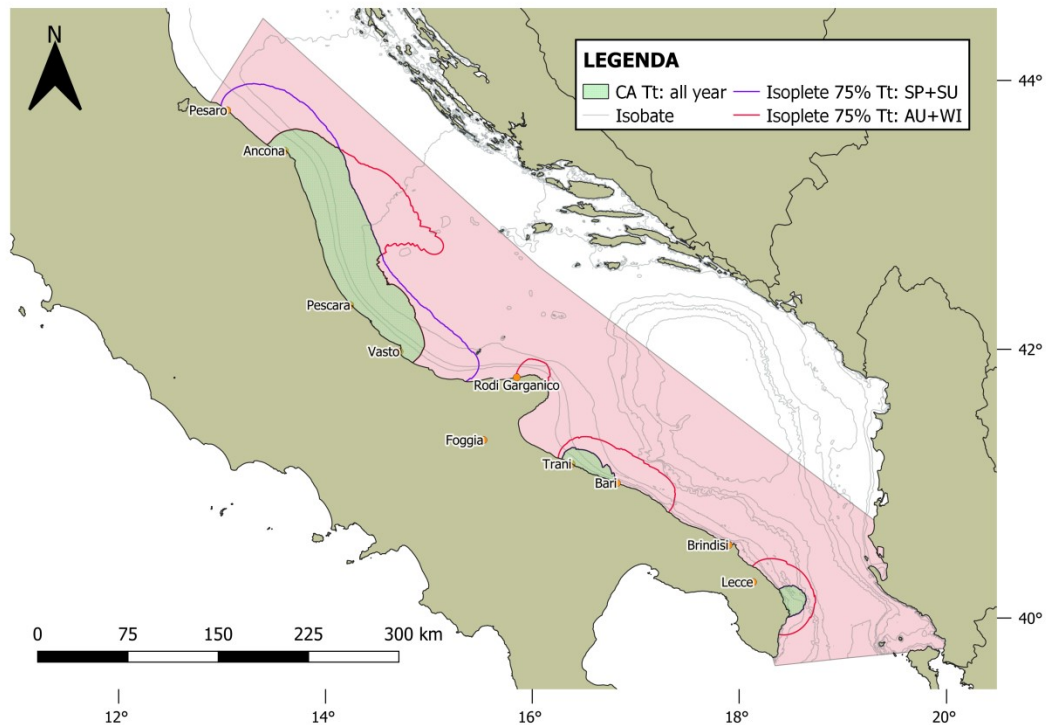 N
LEGENDA
CA Tt: all year
Isobate
Isoplete 75% Tt: SP+SU
Isoplete 75% Tt: AU+WI
44°
Pesaro
Ancona
Pescara
Vasto
42°
Rodi Garganico
Foggia
Trani
Bari
Brindisi
Lecce
40°
0 75 150 225 300 km
12° 14° 16° 18° 20°